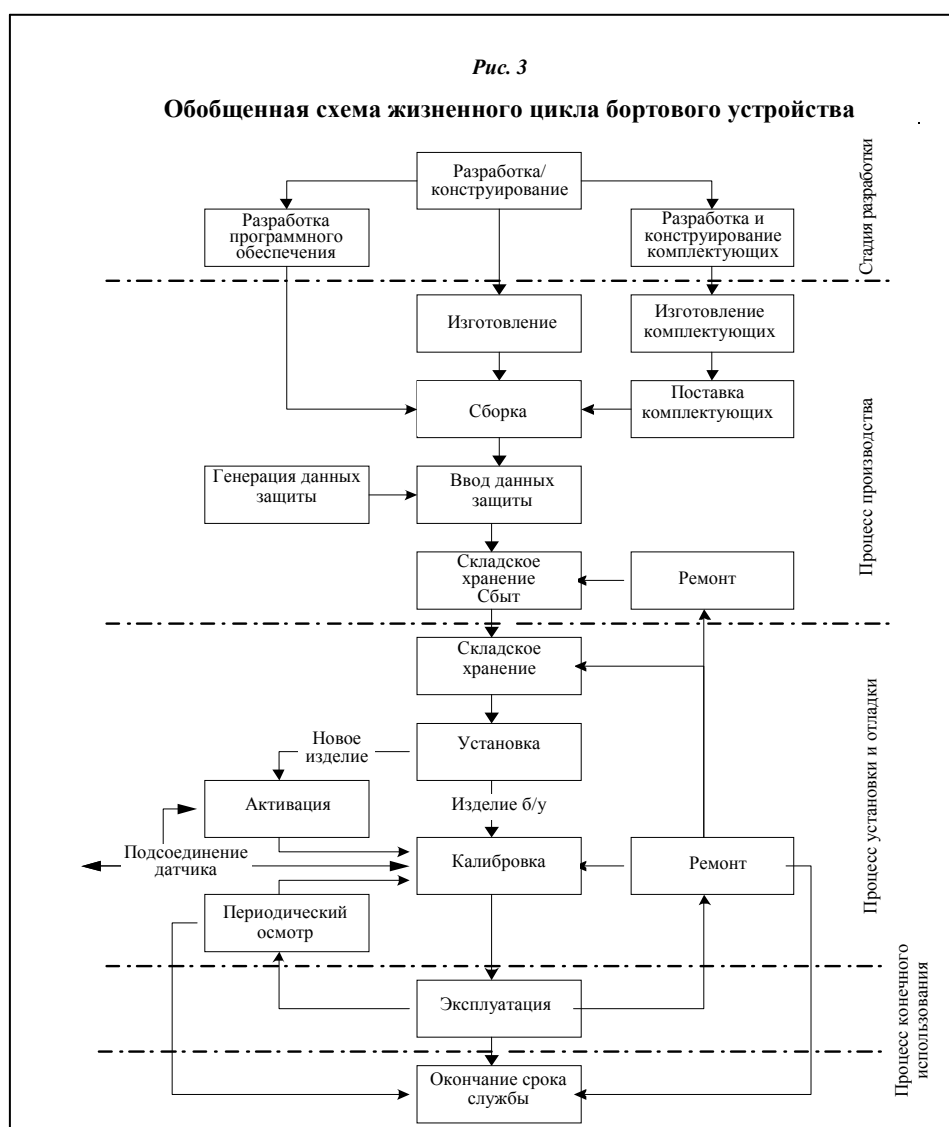 Рис. 3
Обобщенная схема жизненного цикла бортового устройства
Разработка/
конструирование
Разработка
программного
обеспечения
Разработка и
конструирование
комплектующих
Стадия разработки
Изготовление
Изготовление
комплектующих
Сборка
Поставка
комплектующих
Генерация данных
защиты
Ввод данных
защиты
Складское
хранение
Сбыт
Ремонт
Процесс производства
Складское
хранение
Новое
изделие
Установка
Активация
Изделие б/у
Подсоединение
датчика
Калибровка
Ремонт
Периодический
осмотр
Процесс установки и отладки
Эксплуатация
Окончание срока
службы
Процесс конечного
использования